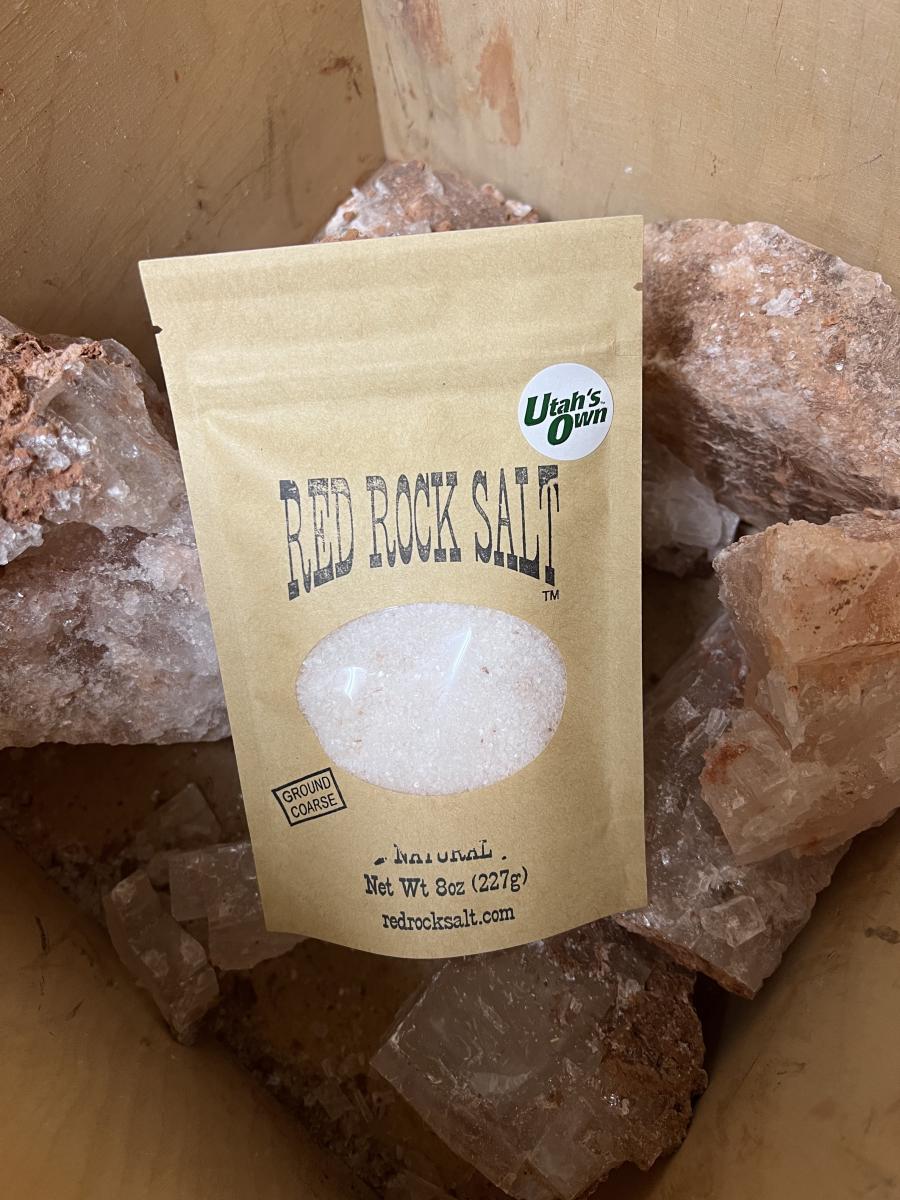 Utah's
Own
RED ROCK SALT
TM
GROUND
COARSE
NATURAL
Net Wt 8oz (227g)
redrocksalt.com